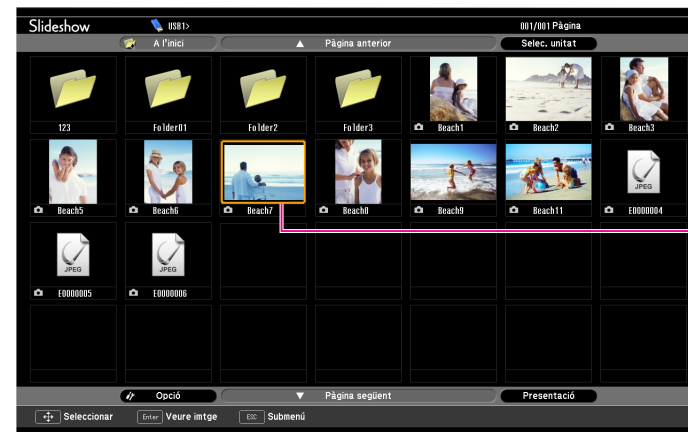 Slideshow USB1> 001/001 Pàgina
A l'inici ▲ Pàgina anterior Selec. unitat
123 Folder01 Folder2 Folder3 Beach1 Beach2 Beach3
Beach5 Beach6 Beach7 Beach8 Beach9 Beach11 JPEG E0000004
JPEG E0000005 JPEG E0000006
Opció ▼ Pàgina següent Presentació
Seleccionar Enter Veure imtge ESC Submenú